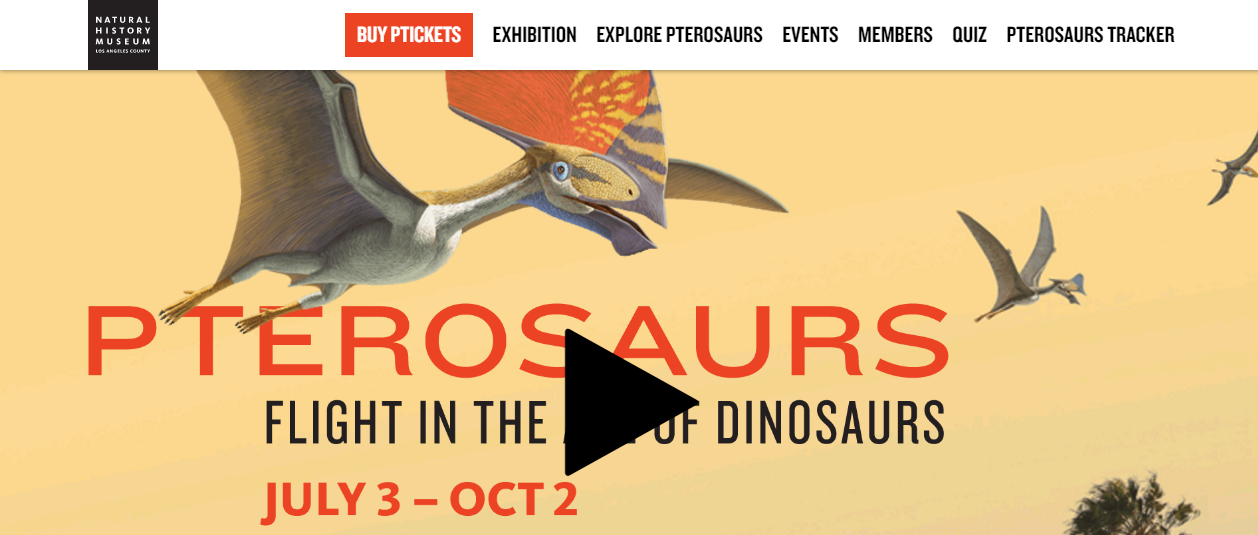 NATURAL
HISTORY
MUSEUM
LOS ANGELES COUNTY
BUY PTICKETS EXHIBITION EXPLORE PTEROSAURS EVENTS MEMBERS QUIZ PTEROSAURS TRACKER
PTEROSAURS
FLIGHT IN THE OF DINOSAURS
JULY 3 – OCT 2